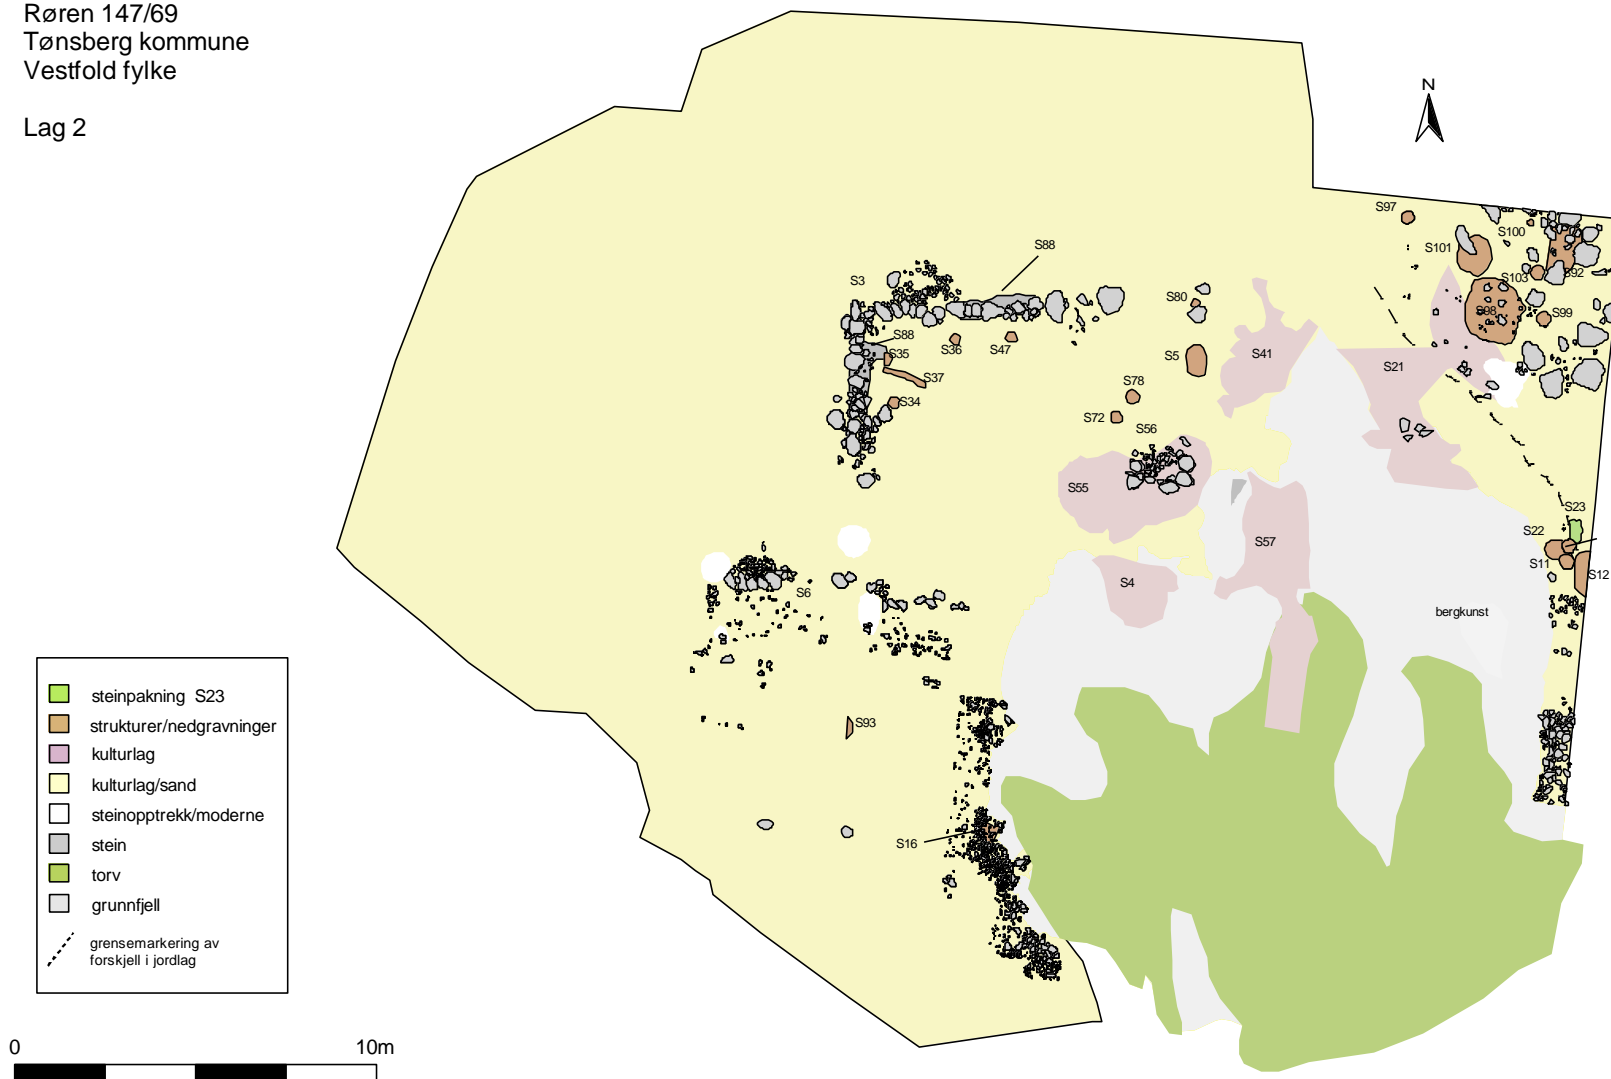 Røren 147/69
Tønsberg kommune
Vestfold fylke
Lag 2
N
S97
S100
S101
S103
S92
S98
S99
S88
S3
S80
S88
S35
S36
S47
S5
S41
S21
S37
S78
S34
S72
S56
S55
S23
S22
S57
S11
S12
S4
S6
bergkunst
S93
S16
steinpakning S23
strukturer/nedgravninger
kulturlag
kulturlag/sand
steinopptrekk/moderne
stein
torv
grunnfjell
grensemarkering av
forskjell i jordlag
0 10m